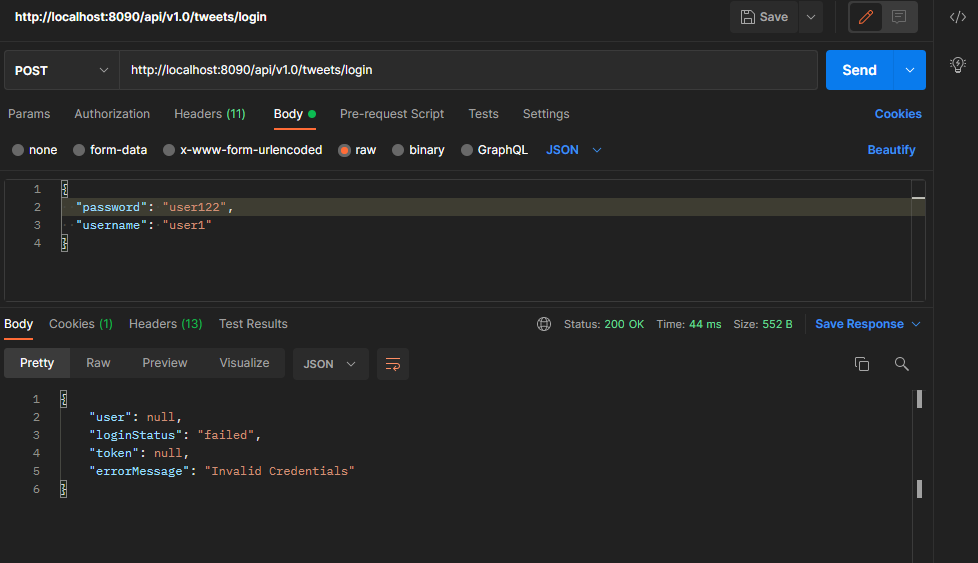 http://localhost:8090/api/v1.0/tweets/login Save
POST http://localhost:8090/api/v1.0/tweets/login Send
Params Authorization Headers (11) Body Pre-request Script Tests Settings Cookies
none form-data x-www-form-urlencoded raw binary GraphQL JSON Beautify
1 {
2 "password": "user122",
3 "username": "user1"
4 }
Body Cookies (1) Headers (13) Test Results Status: 200 OK Time: 44 ms Size: 552 B Save Response
Pretty Raw Preview Visualize JSON
1 {
2 "user": null,
3 "loginStatus": "failed",
4 "token": null,
5 "errorMessage": "Invalid Credentials"
6 }